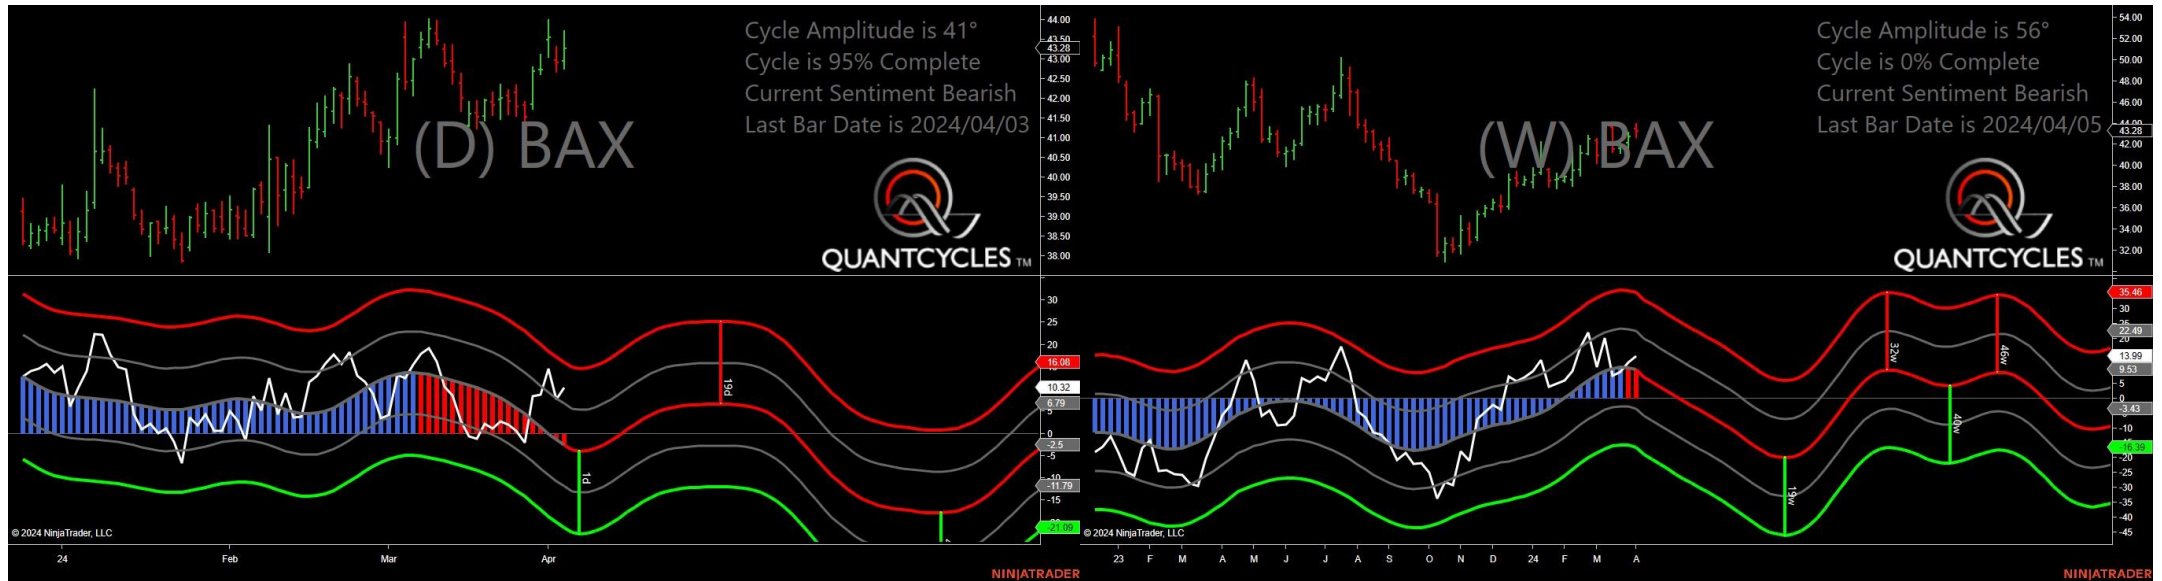 Cycle Amplitude is 41°
Cycle is 95% Complete
Current Sentiment Bearish
Last Bar Date is 2024/04/03
(D) BAX
QUANTCYCLES TM
44.00
43.50
43.28
43.00
42.50
42.00
41.50
41.00
40.50
40.00
39.50
39.00
38.50
38.00
30
25
20
16.08
10.32
6.79
5
0
-2.5
-5
-10
-11.79
-15
-21.09
19d
1d
© 2024 NinjaTrader, LLC
24 Feb Mar Apr
NINJATRADER
Cycle Amplitude is 56°
Cycle is 0% Complete
Current Sentiment Bearish
Last Bar Date is 2024/04/05
(W) BAX
QUANTCYCLES TM
54.00
52.00
50.00
48.00
46.00
44.00
43.28
42.00
40.00
38.00
36.00
34.00
32.00
35.46
30
22.49
13.99
9.53
5
0
-3.43
-10
-16.39
-20
-25
-30
-35
-40
-45
32w
46w
40w
19w
© 2024 NinjaTrader, LLC
23 F M A M J J A S O N D 24 F M A
NINJATRADER